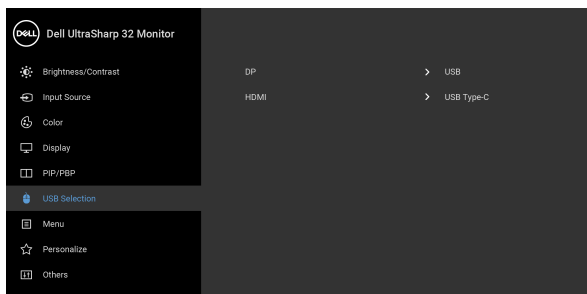 DELL Dell UltraSharp 32 Monitor
Brightness/Contrast DP USB
Input Source HDMI USB Type-C
Color
Display
PIP/PBP
USB Selection
Menu
Personalize
Others